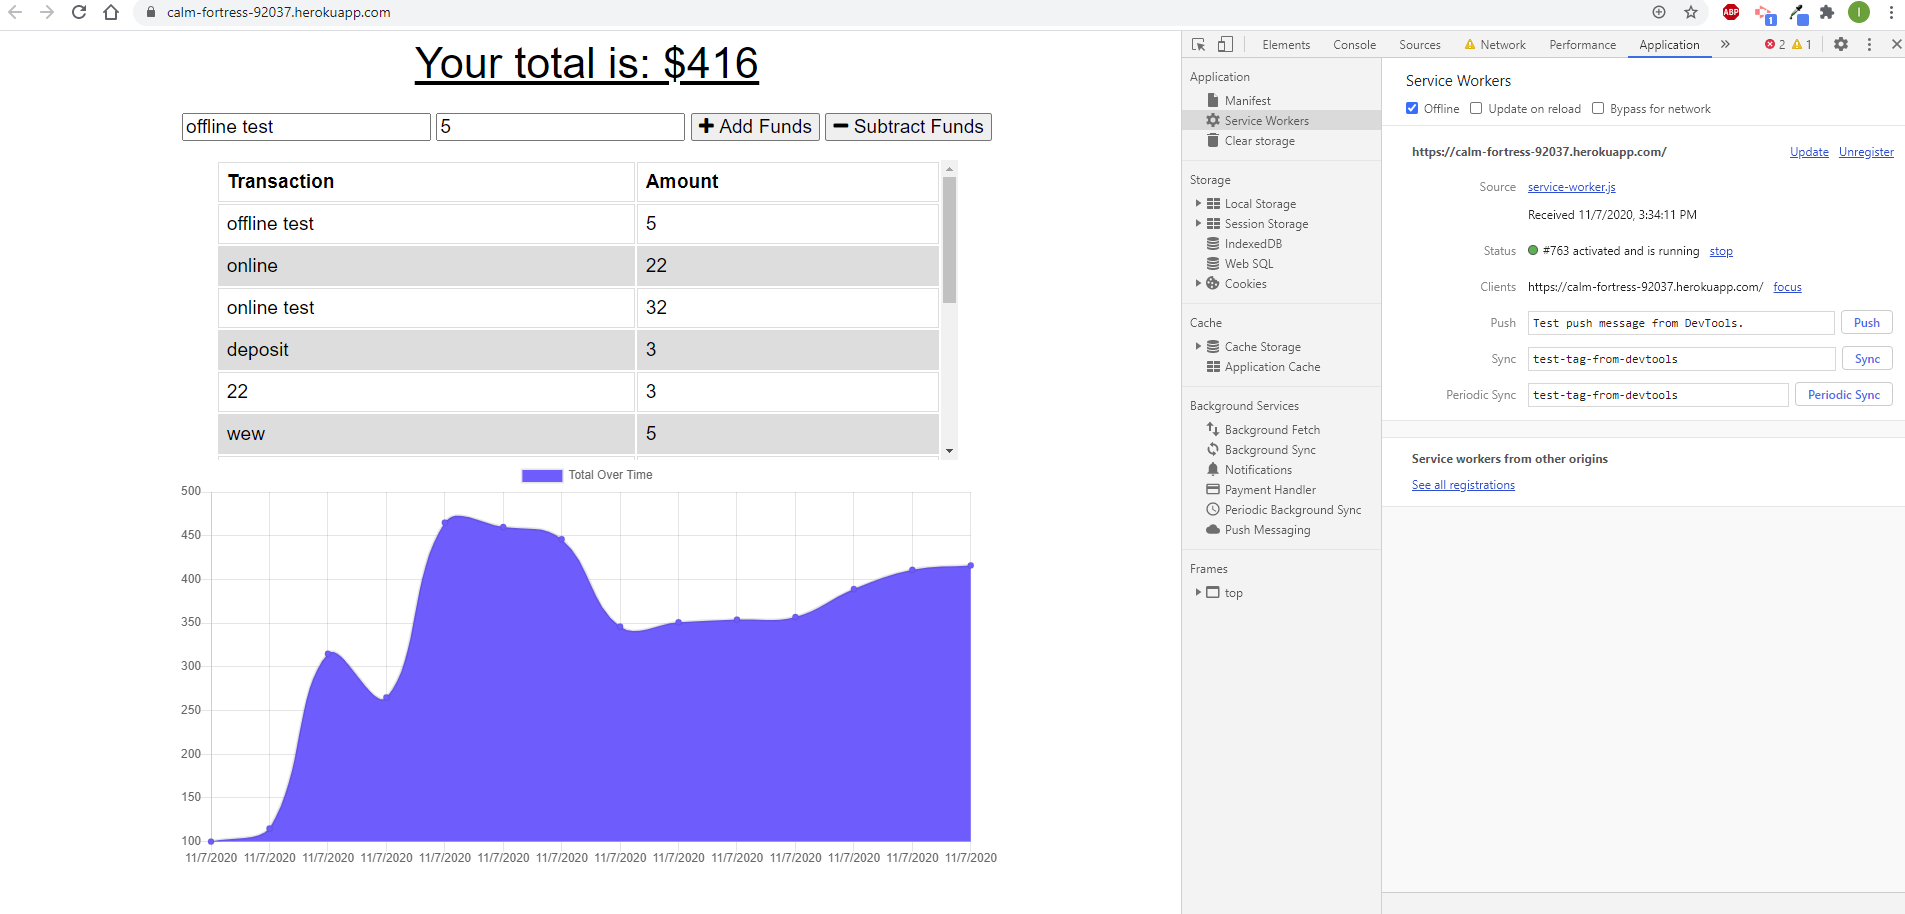 calm-fortress-92037.herokuapp.com
ABP
1
I
Your total is: $416
offline test
5
Add Funds
Subtract Funds
Transaction Amount
offline test 5
online 22
online test 32
deposit 3
22 3
wew 5
Total Over Time
500
450
400
350
300
250
200
150
100
11/7/2020 11/7/2020 11/7/2020 11/7/2020 11/7/2020 11/7/2020 11/7/2020 11/7/2020 11/7/2020 11/7/2020 11/7/2020 11/7/2020 11/7/2020 11/7/2020
Elements Console Sources Network Performance Application » 2 1
Application
Manifest
Service Workers
Clear storage
Storage
Local Storage
Session Storage
IndexedDB
Web SQL
Cookies
Cache
Cache Storage
Application Cache
Background Services
Background Fetch
Background Sync
Notifications
Payment Handler
Periodic Background Sync
Push Messaging
Frames
top
Service Workers
Offline Update on reload Bypass for network
https://calm-fortress-92037.herokuapp.com/ Update Unregister
Source service-worker.js
Received 11/7/2020, 3:34:11 PM
Status #763 activated and is running stop
Clients https://calm-fortress-92037.herokuapp.com/ focus
Push Test push message from DevTools. Push
Sync test-tag-from-devtools Sync
Periodic Sync test-tag-from-devtools Periodic Sync
Service workers from other origins
See all registrations